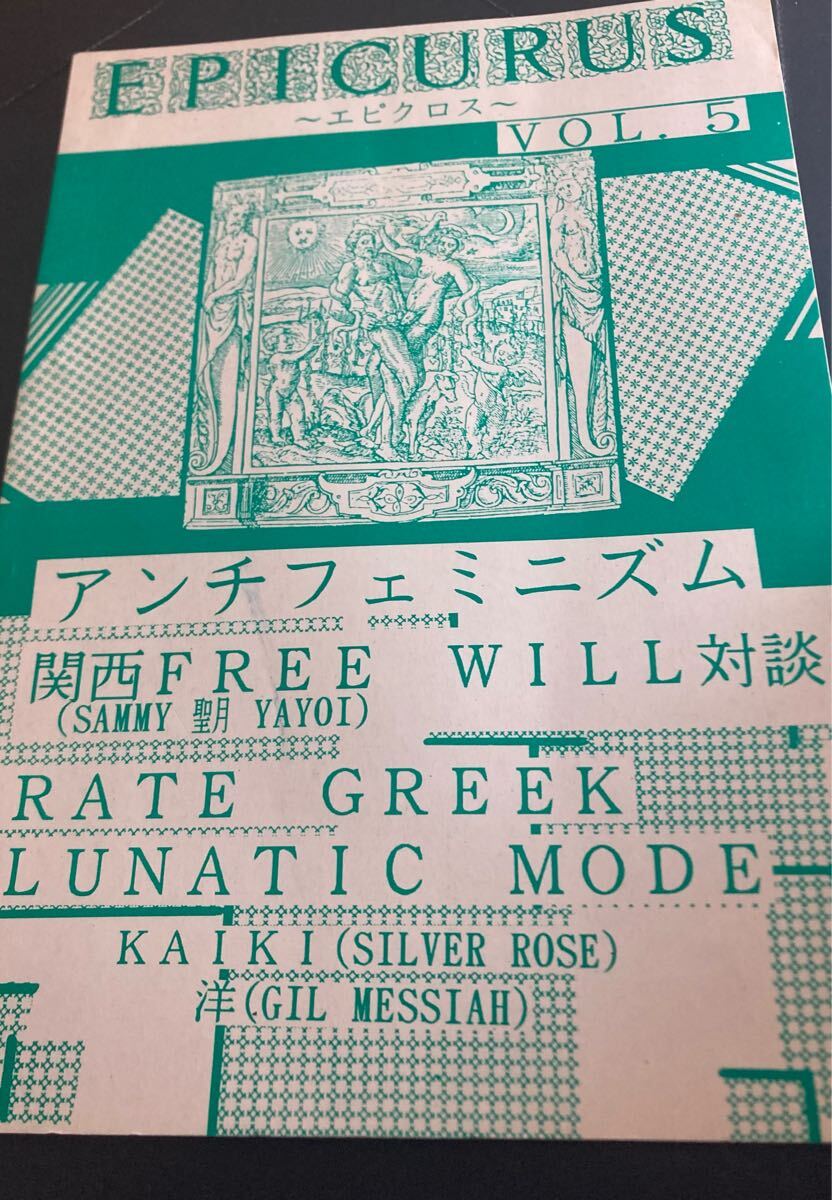 EPICURUS
~エピクロス~
VOL. 5
アンチフェミニズム
関西FREE WILL対談
(SAMMY 聖月 YAYOI)
RATE GREEK
LUNATIC MODE
KAIKI(SILVER ROSE)
洋(GIL MESSIAH)